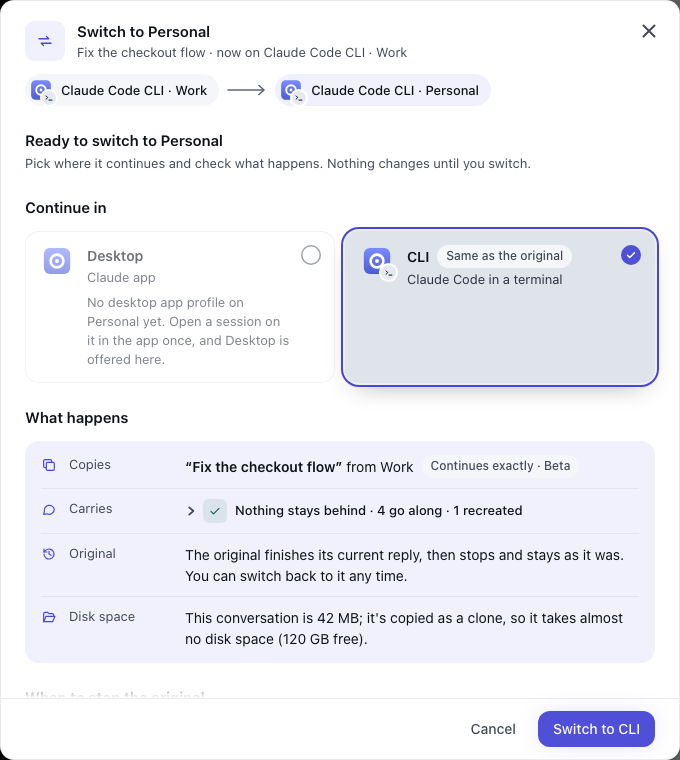 Switch to Personal
Fix the checkout flow · now on Claude Code CLI · Work
Claude Code CLI · Work
Claude Code CLI · Personal
Ready to switch to Personal
Pick where it continues and check what happens. Nothing changes until you switch.
Continue in
Desktop
Claude app
No desktop app profile on
Personal yet. Open a session on
it in the app once, and Desktop is
offered here.
CLI Same as the original
Claude Code in a terminal
What happens
Copies “Fix the checkout flow” from Work Continues exactly · Beta
Carries Nothing stays behind · 4 go along · 1 recreated
Original The original finishes its current reply, then stops and stays as it was.
You can switch back to it any time.
Disk space This conversation is 42 MB; it's copied as a clone, so it takes almost
no disk space (120 GB free).
When to stop the original
Cancel Switch to CLI